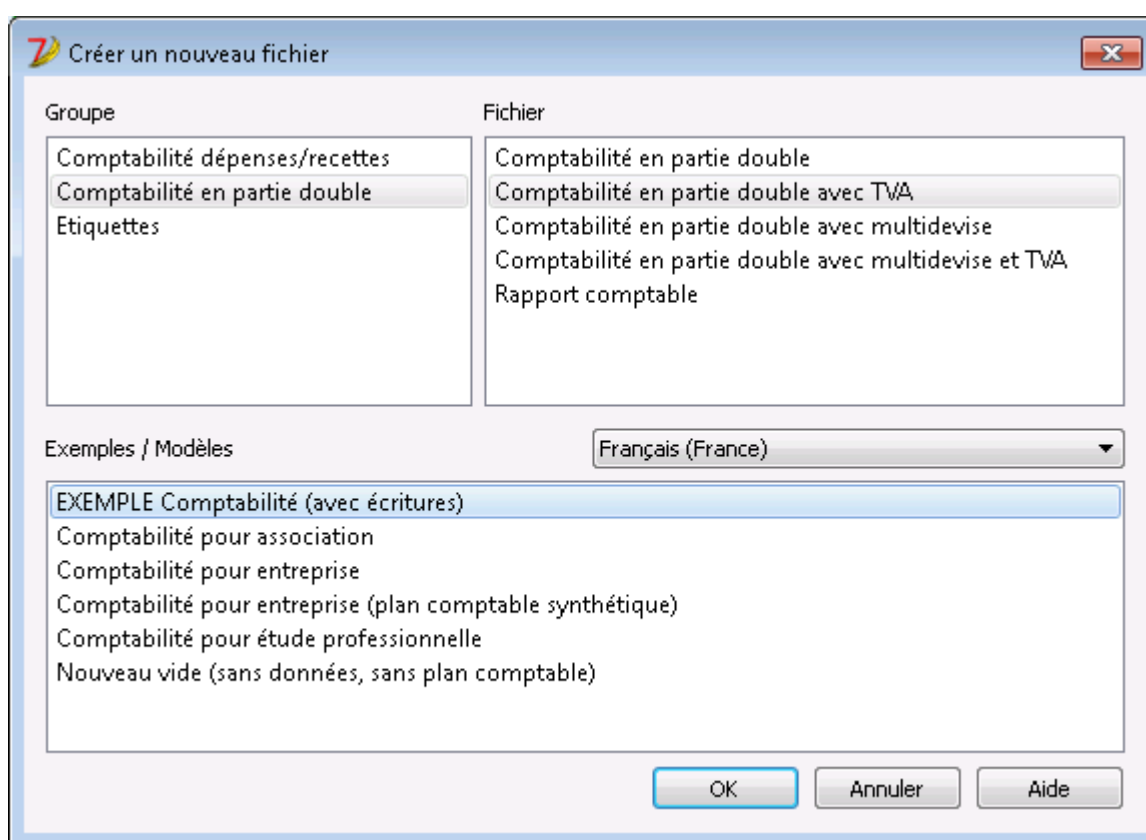 Créer un nouveau fichier
Groupe
Fichier
Comptabilité dépenses/recettes
Comptabilité en partie double
Etiquettes
Comptabilité en partie double
Comptabilité en partie double avec TVA
Comptabilité en partie double avec multidevise
Comptabilité en partie double avec multidevise et TVA
Rapport comptable
Exemples / Modèles
Français (France)
EXEMPLE Comptabilité (avec écritures)
Comptabilité pour association
Comptabilité pour entreprise
Comptabilité pour entreprise (plan comptable synthétique)
Comptabilité pour étude professionnelle
Nouveau vide (sans données, sans plan comptable)
OK
Annuler
Aide